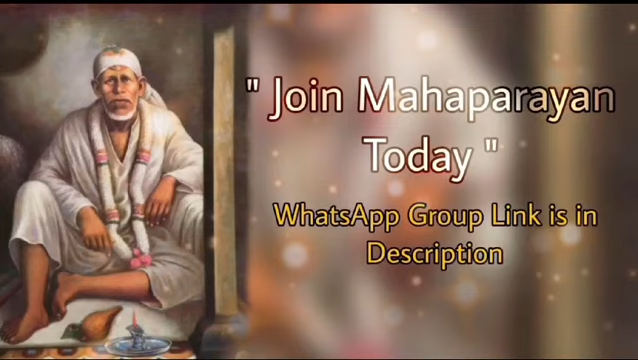 " Join Mahaparayan
Today "
WhatsApp Group Link is in
Description